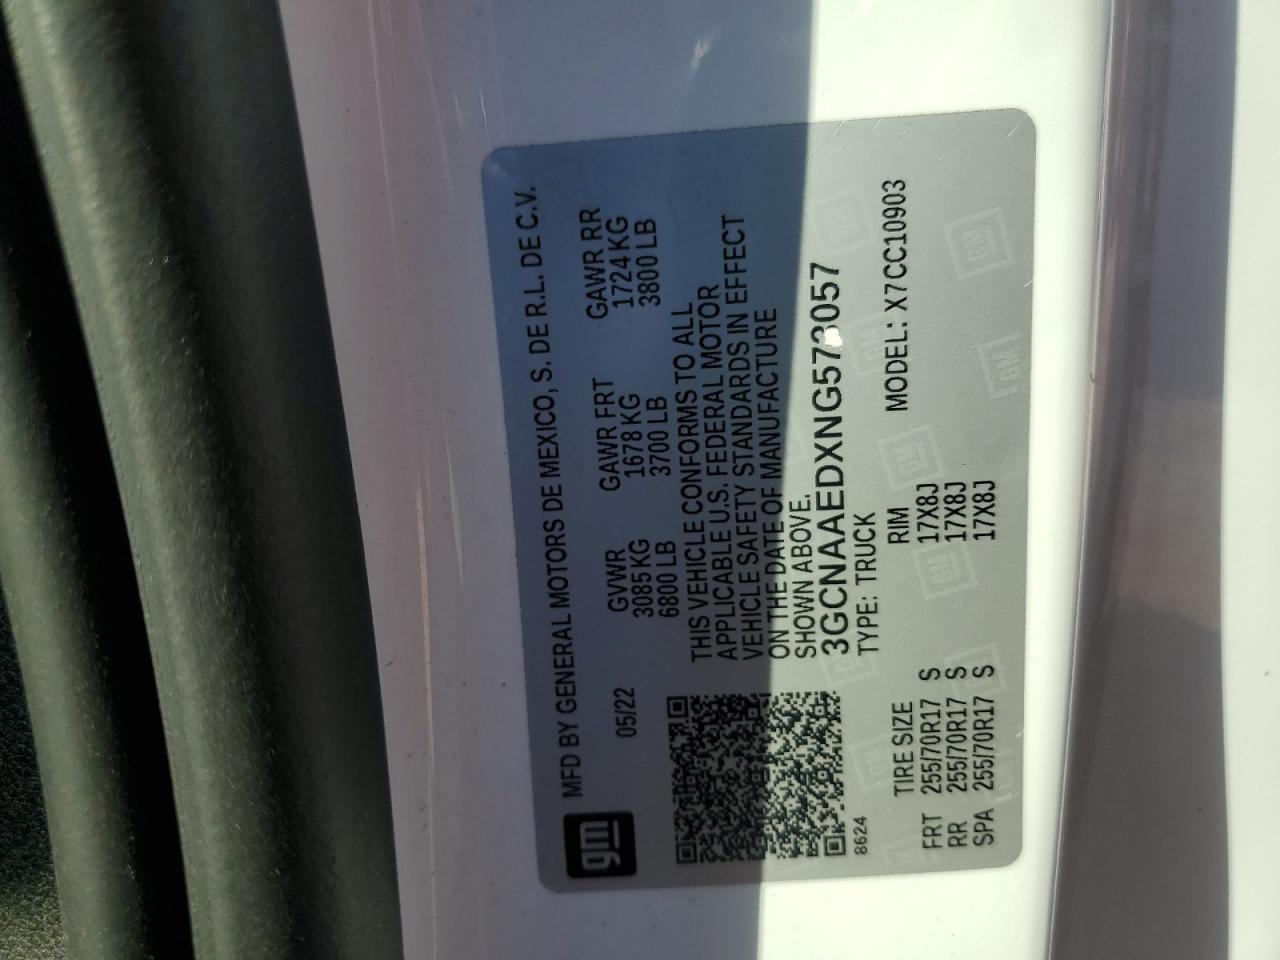 gm
MFD BY GENERAL MOTORS DE MEXICO, S. DE R.L. DE C.V.
05/22 GVWR GAWR FRT GAWR RR
3085 KG 1678 KG 1724 KG
6800 LB 3700 LB 3800 LB
THIS VEHICLE CONFORMS TO ALL
APPLICABLE U.S. FEDERAL MOTOR
VEHICLE SAFETY STANDARDS IN EFFECT
ON THE DATE OF MANUFACTURE
SHOWN ABOVE.
3GCNAAEDXNG573057
8624 TYPE: TRUCK MODEL: X7CC10903
TIRE SIZE RIM
FRT 255/70R17 S 17X8J
RR 255/70R17 S 17X8J
SPA 255/70R17 S 17X8J